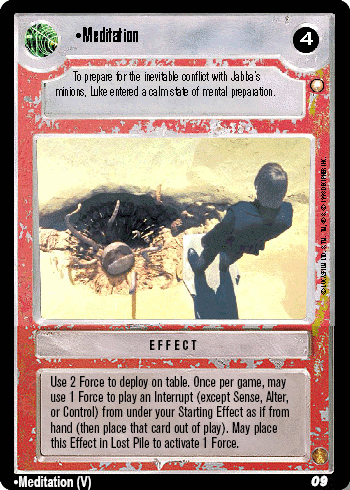 •Meditation
4
To prepare for the inevitable conflict with Jabba's
minions, Luke entered a calm state of mental preparation.
EFFECT
Use 2 Force to deploy on table. Once per game, may
use 1 Force to play an Interrupt (except Sense, Alter,
or Control) from under your Starting Effect as if from
hand (then place that card out of play). May place
this Effect in Lost Pile to activate 1 Force.
•Meditation (V)
09